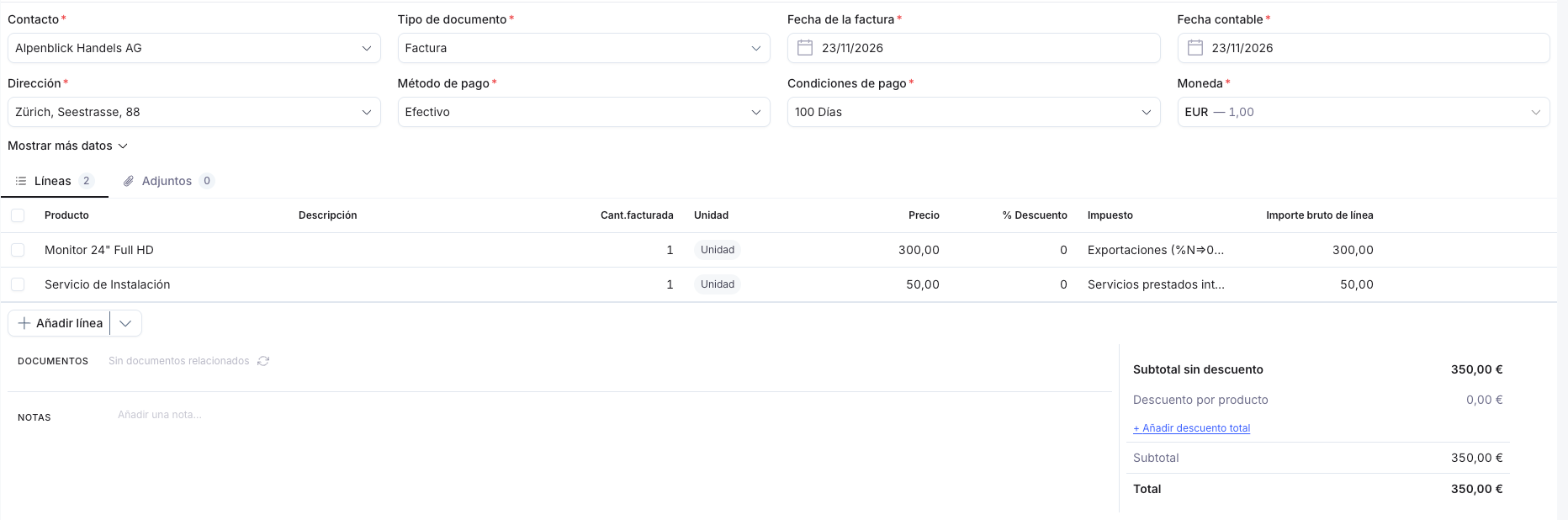 Contacto* Tipo de documento* Fecha de la factura* Fecha contable*
Alpenblick Handels AG Factura 23/11/2026 23/11/2026
Dirección* Método de pago* Condiciones de pago* Moneda*
Zürich, Seestrasse, 88 Efectivo 100 Días EUR — 1,00
Mostrar más datos
Líneas 2 Adjuntos 0
Producto Descripción Cant.facturada Unidad Precio % Descuento Impuesto Importe bruto de línea
Monitor 24" Full HD 1 Unidad 300,00 0 Exportaciones (%N=>0... 300,00
Servicio de Instalación 1 Unidad 50,00 0 Servicios prestados int... 50,00
+ Añadir línea
DOCUMENTOS Sin documentos relacionados
NOTAS Añadir una nota...
Subtotal sin descuento 350,00 €
Descuento por producto 0,00 €
+ Añadir descuento total
Subtotal 350,00 €
Total 350,00 €